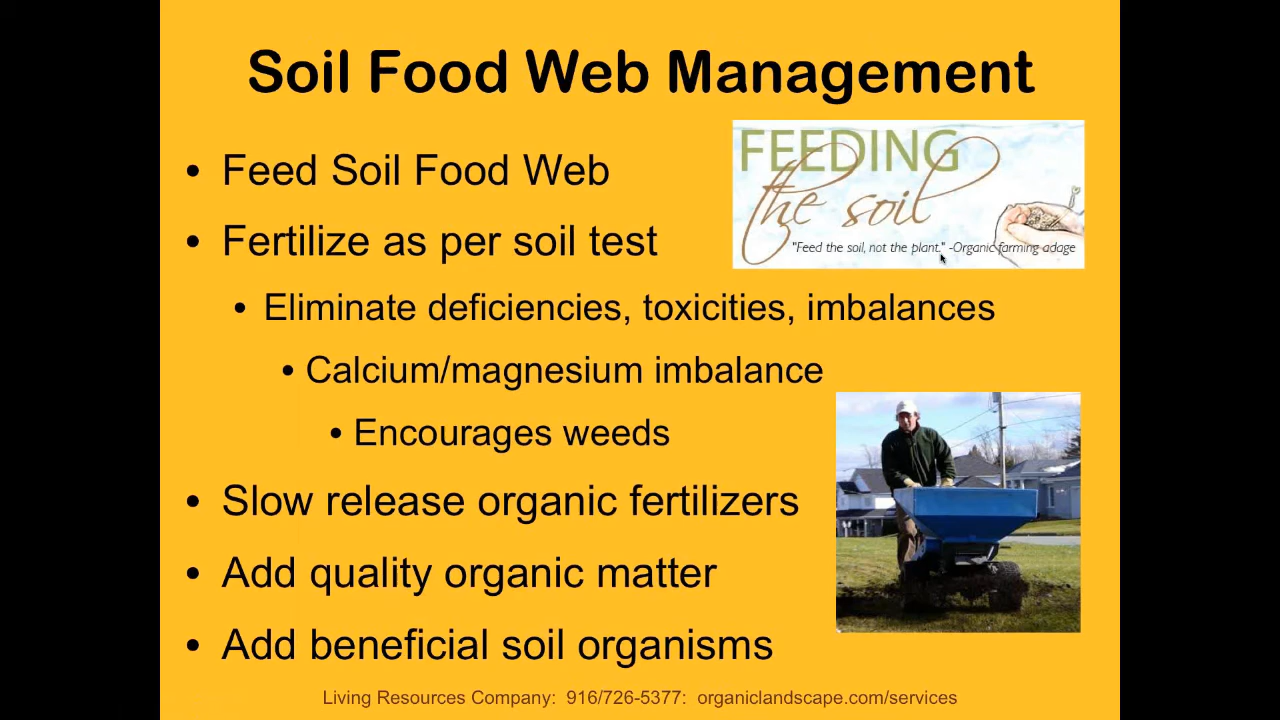 Soil Food Web Management
FEEDING
the soil
"Feed the soil, not the plant." -Organic farming adage
• Feed Soil Food Web
• Fertilize as per soil test
• Eliminate deficiencies, toxicities, imbalances
• Calcium/magnesium imbalance
• Encourages weeds
• Slow release organic fertilizers
• Add quality organic matter
• Add beneficial soil organisms
Living Resources Company: 916/726-5377: organiclandscape.com/services